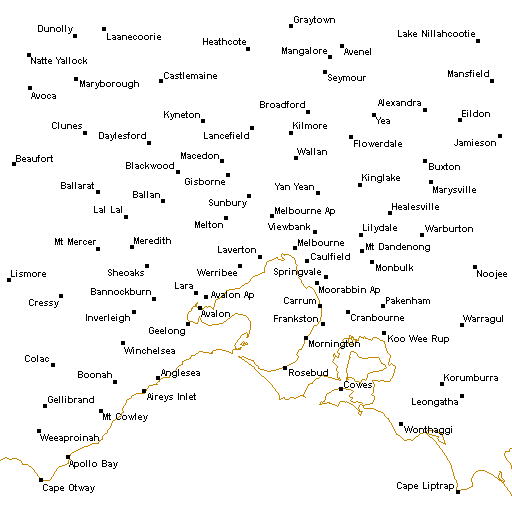 Graytown
Dunolly
Laanecoorie
Lake Nillahcootie
Heathcote
Avenel
Mangalore
Natte Yallock
Castlemaine
Seymour
Mansfield
Maryborough
Avoca
Broadford
Alexandria
Eildon
Kyneton
Yea
Clunes
Lancefield
Kilmore
Daylesford
Flowerdale
Jamieson
Wallan
Macedon
Beaufort
Blackwood
Buxton
Kinglake
Gisborne
Ballarat
Yan Yean
Marysville
Ballan
Sunbury
Lal Lal
Melbourne Ap
Healesville
Melton
Viewbank
Lilydale
Warburton
Mt Mercer
Meredith
Melbourne
Mt Dandenong
Laverton
Caulfield
Monbulk
Lismore
Sheoaks
Werribee
Springvale
Noojee
Lara
Moorabbin Ap
Bannockburn
Avalon Ap
Cressy
Carrum
Pakenham
Inverleigh
Avalon
Frankston
Cranbourne
Warragul
Geelong
Koo Wee Rup
Mornington
Winchelsea
Colac
Anglesea
Rosebud
Boonah
Korumburra
Cowes
Aireys Inlet
Gellibrand
Leongatha
Mt Cowley
Wonthaggi
Weeaproinah
Apollo Bay
Cape Otway
Cape Liptrap